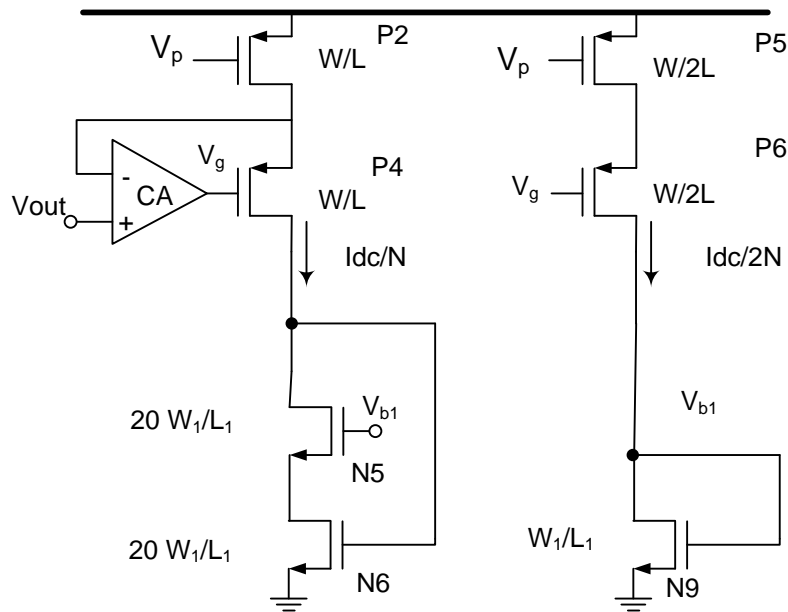 P2
P5
Vp
W/L
Vp
W/2L
P6
Vg
P4
-
CA
+
Vout
W/L
Vg
W/2L
Idc/N
Idc/2N
20 W₁/L₁
Vb1
Vb1
N5
20 W₁/L₁
N6
W₁/L₁
N9